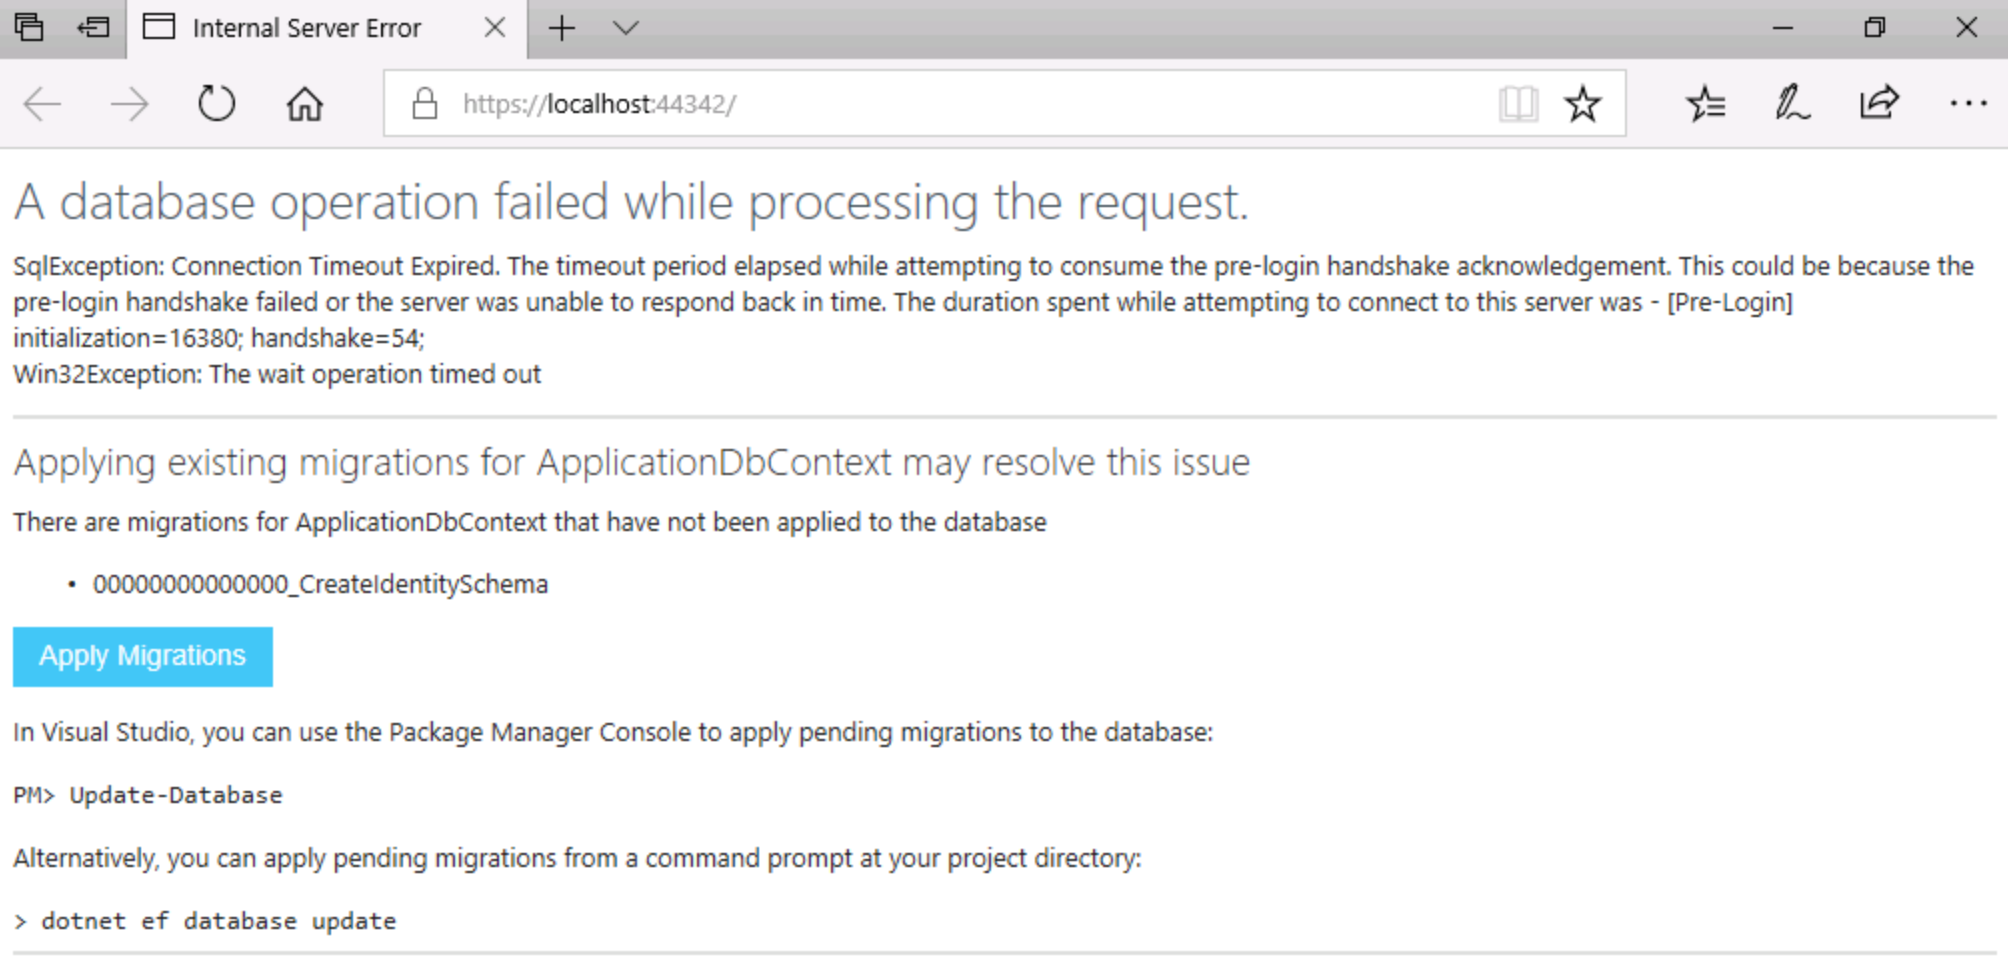 Internal Server Error
https://localhost:44342/
A database operation failed while processing the request.
SqlException: Connection Timeout Expired. The timeout period elapsed while attempting to consume the pre-login handshake acknowledgement. This could be because the
pre-login handshake failed or the server was unable to respond back in time. The duration spent while attempting to connect to this server was - [Pre-Login]
initialization=16380; handshake=54;
Win32Exception: The wait operation timed out
Applying existing migrations for ApplicationDbContext may resolve this issue
There are migrations for ApplicationDbContext that have not been applied to the database
• 00000000000000_CreateIdentitySchema
Apply Migrations
In Visual Studio, you can use the Package Manager Console to apply pending migrations to the database:
PM> Update-Database
Alternatively, you can apply pending migrations from a command prompt at your project directory:
> dotnet ef database update